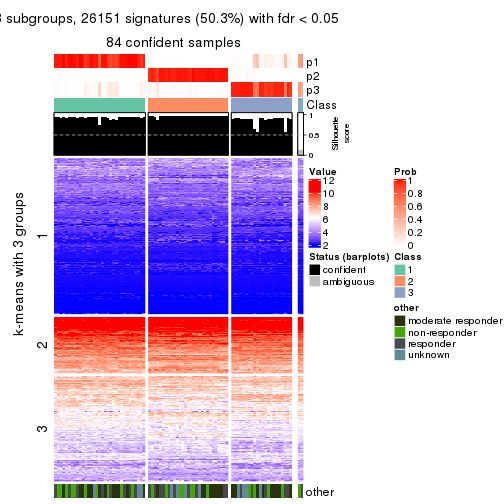 3 subgroups, 26151 signatures (50.3%) with fdr < 0.05
84 confident samples
p1
p2
p3
Class
1
0.5
0
Silhouette
score
k-means with 3 groups
1
2
3
other
Value
12
10
8
6
4
2
Prob
1
0.8
0.6
0.4
0.2
0
Status (barplots)
confident
ambiguous
Class
1
2
3
other
moderate responder
non-responder
responder
unknown